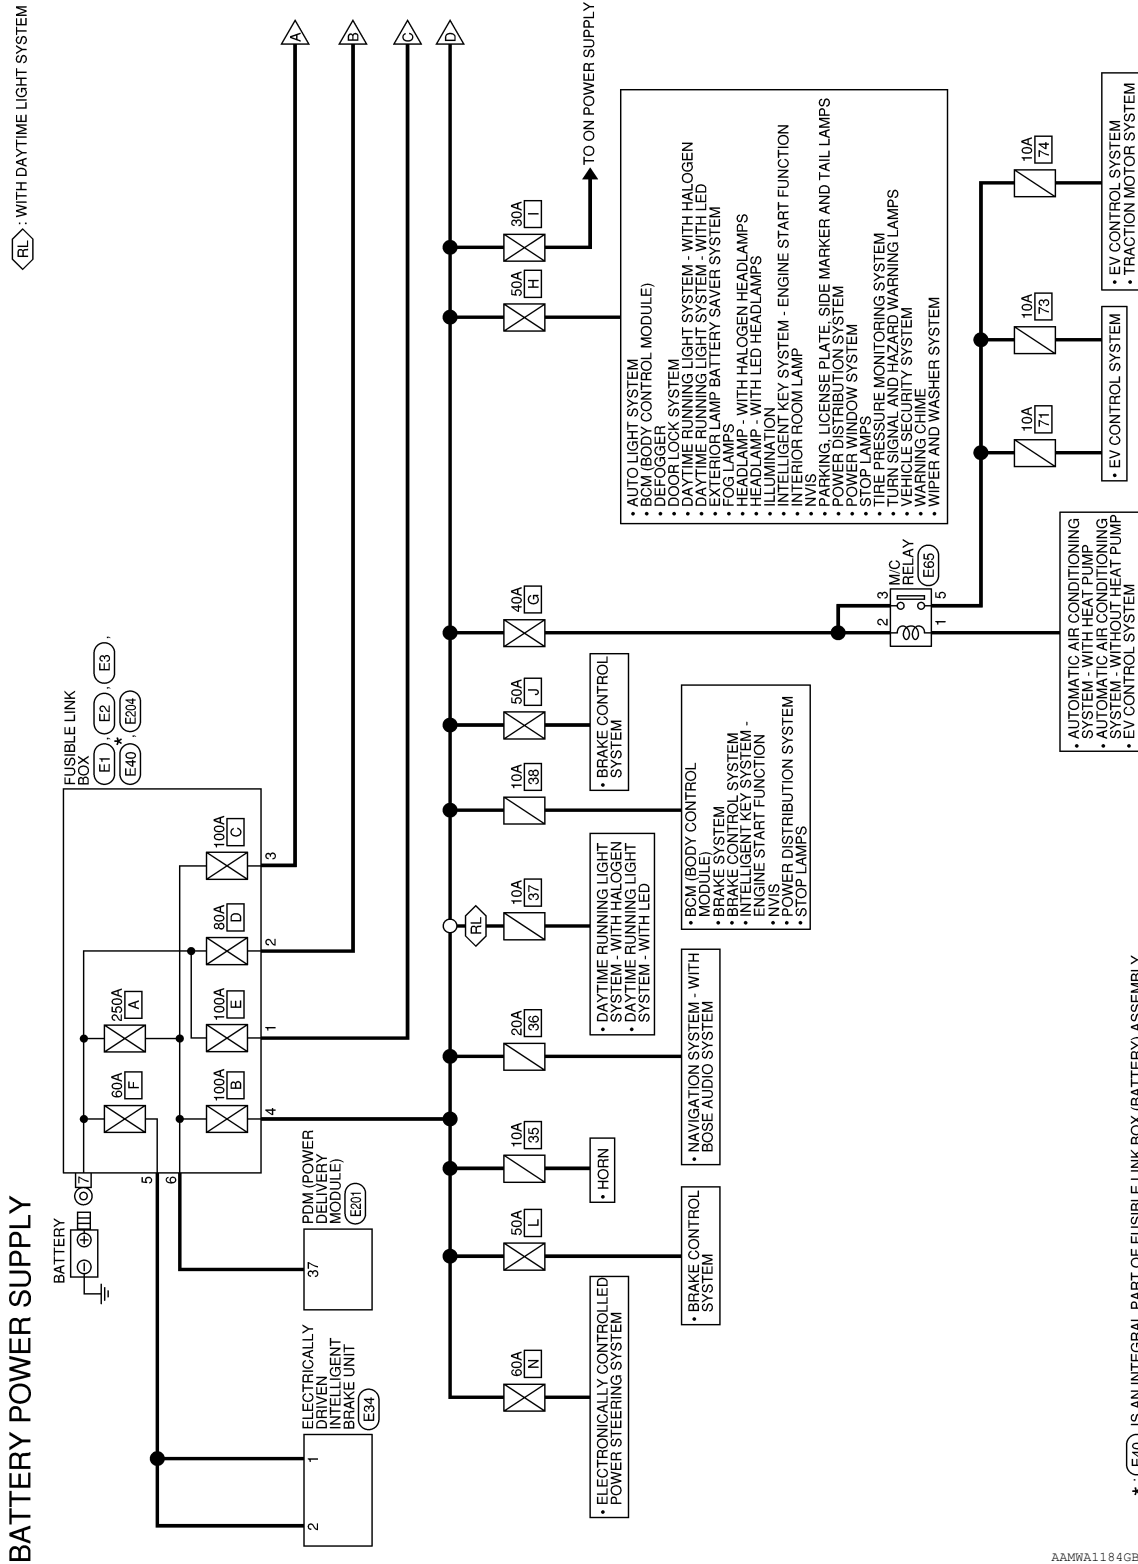 BATTERY POWER SUPPLY
RL : WITH DAYTIME LIGHT SYSTEM
BATTERY
7
FUSIBLE LINK
BOX
E1 , E2 , E3 ,
E40 * , E204
60A
F
250A
A
100A
B
100A
E
80A
D
100A
C
5
6
4
1
2
3
A
B
C
D
ELECTRICALLY
DRIVEN
INTELLIGENT
BRAKE UNIT
E34
2
1
PDM (POWER
DELIVERY
MODULE)
E201
37
60A
N
• ELECTRONICALLY CONTROLLED
POWER STEERING SYSTEM
50A
L
• BRAKE CONTROL
SYSTEM
10A
35
• HORN
20A
36
• NAVIGATION SYSTEM - WITH
BOSE AUDIO SYSTEM
RL
10A
37
• DAYTIME RUNNING LIGHT
SYSTEM - WITH HALOGEN
• DAYTIME RUNNING LIGHT
SYSTEM - WITH LED
10A
38
• BCM (BODY CONTROL
MODULE)
• BRAKE SYSTEM
• BRAKE CONTROL SYSTEM
• INTELLIGENT KEY SYSTEM -
ENGINE START FUNCTION
• NVIS
• POWER DISTRIBUTION SYSTEM
• STOP LAMPS
50A
J
• BRAKE CONTROL
SYSTEM
40A
G
M/C
RELAY
E65
2
3
1
5
• AUTOMATIC AIR CONDITIONING
SYSTEM - WITH HEAT PUMP
• AUTOMATIC AIR CONDITIONING
SYSTEM - WITHOUT HEAT PUMP
• EV CONTROL SYSTEM
50A
H
• AUTO LIGHT SYSTEM
• BCM (BODY CONTROL MODULE)
• DEFOGGER
• DOOR LOCK SYSTEM
• DAYTIME RUNNING LIGHT SYSTEM - WITH HALOGEN
• DAYTIME RUNNING LIGHT SYSTEM - WITH LED
• EXTERIOR LAMP BATTERY SAVER SYSTEM
• FOG LAMPS
• HEADLAMP - WITH HALOGEN HEADLAMPS
• HEADLAMP - WITH LED HEADLAMPS
• ILLUMINATION
• INTELLIGENT KEY SYSTEM - ENGINE START FUNCTION
• INTERIOR ROOM LAMP
• NVIS
• PARKING, LICENSE PLATE, SIDE MARKER AND TAIL LAMPS
• POWER DISTRIBUTION SYSTEM
• POWER WINDOW SYSTEM
• STOP LAMPS
• TIRE PRESSURE MONITORING SYSTEM
• TURN SIGNAL AND HAZARD WARNING LAMPS
• VEHICLE SECURITY SYSTEM
• WARNING CHIME
• WIPER AND WASHER SYSTEM
30A
I
TO ON POWER SUPPLY
10A
71
• EV CONTROL SYSTEM
10A
73
10A
74
• EV CONTROL SYSTEM
• TRACTION MOTOR SYSTEM
* : E40 IS AN INTEGRAL PART OF FUSIBLE LINK BOX (BATTERY) ASSEMBLY
AAMWA1184GB